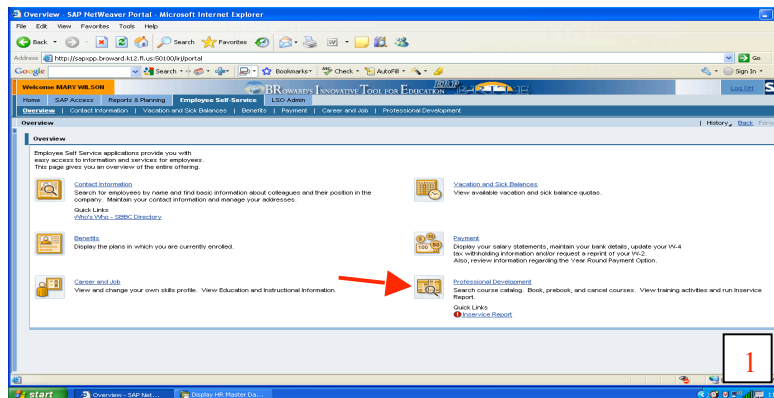 Overview - SAP NetWeaver Portal - Microsoft Internet Explorer
File Edit View Favorites Tools Help
Back Search Favorites
Address http://sapxpp.broward.k12.fl.us:50100/irj/portal Go
Google Search Bookmarks Check AutoFill Sign In
Welcome MARY WILSON BROWARD'S INNOVATIVE TOOL FOR EDUCATION ERP Log Off
Home SAP Access Reports & Planning Employee Self-Service LSO Admin
Overview | Contact Information | Vacation and Sick Balances | Benefits | Payment | Career and Job | Professional Development
Overview | History Back
Overview
Employee Self Service applications provide you with
easy access to information and services for employees.
This page gives you an overview of the entire offering.
Contact Information
Search for employees by name and find basic information about colleagues and their position in the
company. Maintain your contact information and manage your addresses.
Quick Links
Who's Who - SBBC Directory
Vacation and Sick Balances
View available vacation and sick balance quotas.
Benefits
Display the plans in which you are currently enrolled.
Payment
Display your salary statements, maintain your bank details, update your W-4
tax withholding information and/or request a reprint of your W-2.
Also, review information regarding the Year Round Payment Option.
Career and Job
View and change your own skills profile. View Education and Instructional Information.
Professional Development
Search course catalog. Book, prebook, and cancel courses. View training activities and run Inservice
Report.
Quick Links
Inservice Report
1
start Overview - SAP Net... Display HR Master Da...